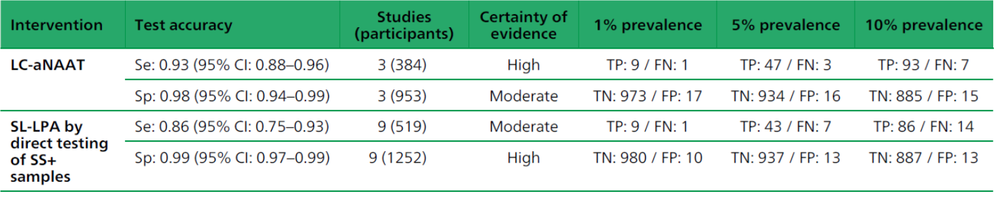 Intervention Test accuracy Studies (participants) Certainty of evidence 1% prevalence 5% prevalence 10% prevalence
LC-aNAAT Se: 0.93 (95% CI: 0.88–0.96) 3 (384) High TP: 9 / FN: 1 TP: 47 / FN: 3 TP: 93 / FN: 7
Sp: 0.98 (95% CI: 0.94–0.99) 3 (953) Moderate TN: 973 / FP: 17 TN: 934 / FP: 16 TN: 885 / FP: 15
SL-LPA by direct testing of SS+ samples Se: 0.86 (95% CI: 0.75–0.93) 9 (519) Moderate TP: 9 / FN: 1 TP: 43 / FN: 7 TP: 86 / FN: 14
Sp: 0.99 (95% CI: 0.97–0.99) 9 (1252) High TN: 980 / FP: 10 TN: 937 / FP: 13 TN: 887 / FP: 13